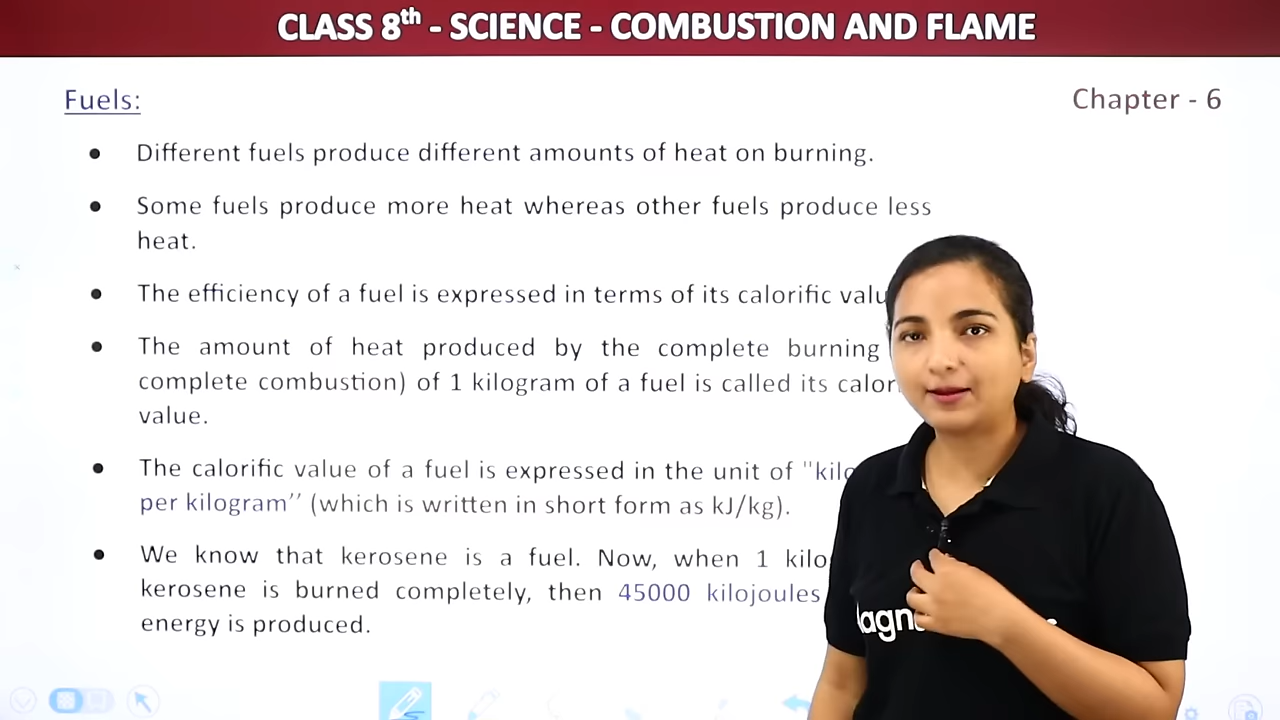 CLASS 8th - SCIENCE - COMBUSTION AND FLAME
Fuels:
Chapter - 6
Different fuels produce different amounts of heat on burning.
Some fuels produce more heat whereas other fuels produce less
heat.
The efficiency of a fuel is expressed in terms of its calorific
The amount of heat produced by the complete burning
complete combustion) of 1 kilogram of a fuel is called its
value.
The calorific value of a fuel is expressed in the unit of
per kilogram’’ (which is written in short form as kJ/kg).
We know that kerosene is a fuel. Now, when 1
kerosene is burned completely, then 45000 kilojoules
energy is produced.